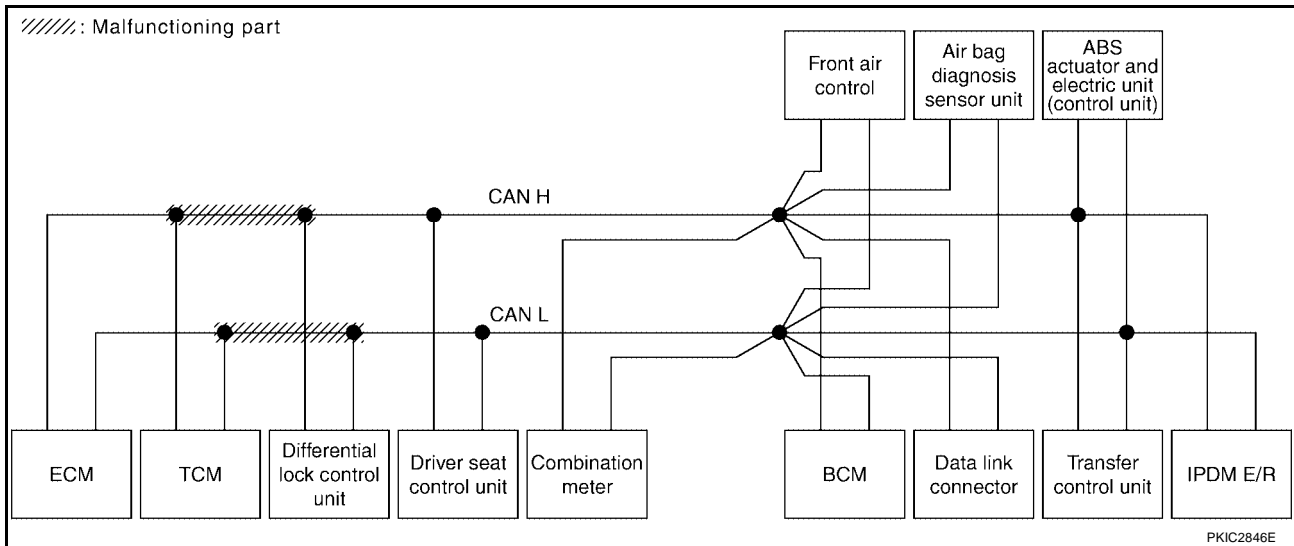 : Malfunctioning part
Front air
control
Air bag
diagnosis
sensor unit
ABS
actuator and
electric unit
(control unit)
CAN H
CAN L
ECM
TCM
Differential
lock control
unit
Driver seat
control unit
Combination
meter
BCM
Data link
connector
Transfer
control unit
IPDM E/R
PKIC2846E